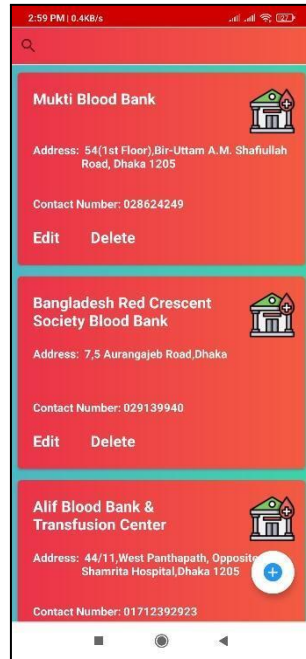 2:59 PM | 0.4KB/s
Mukti Blood Bank
Address: 54(1st Floor),Bir-Uttam A.M. Shafiullah
Road, Dhaka 1205
Contact Number: 028624249
Edit Delete
Bangladesh Red Crescent
Society Blood Bank
Address: 7,5 Aurangajeb Road,Dhaka
Contact Number: 029139940
Edit Delete
Alif Blood Bank &
Transfusion Center
Address: 44/11,West Panthapath, Opposite
Shamrita Hospital,Dhaka 1205
Contact Number: 01712392923